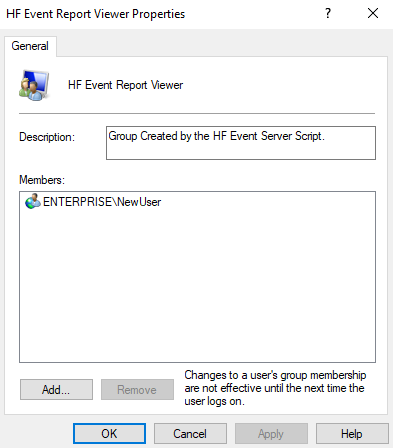 HF Event Report Viewer Properties
?
General
HF Event Report Viewer
Description:
Group Created by the HF Event Server Script.
Members:
ENTERPRISE\NewUser
Add...
Remove
Changes to a user's group membership
are not effective until the next time the
user logs on.
OK
Cancel
Apply
Help